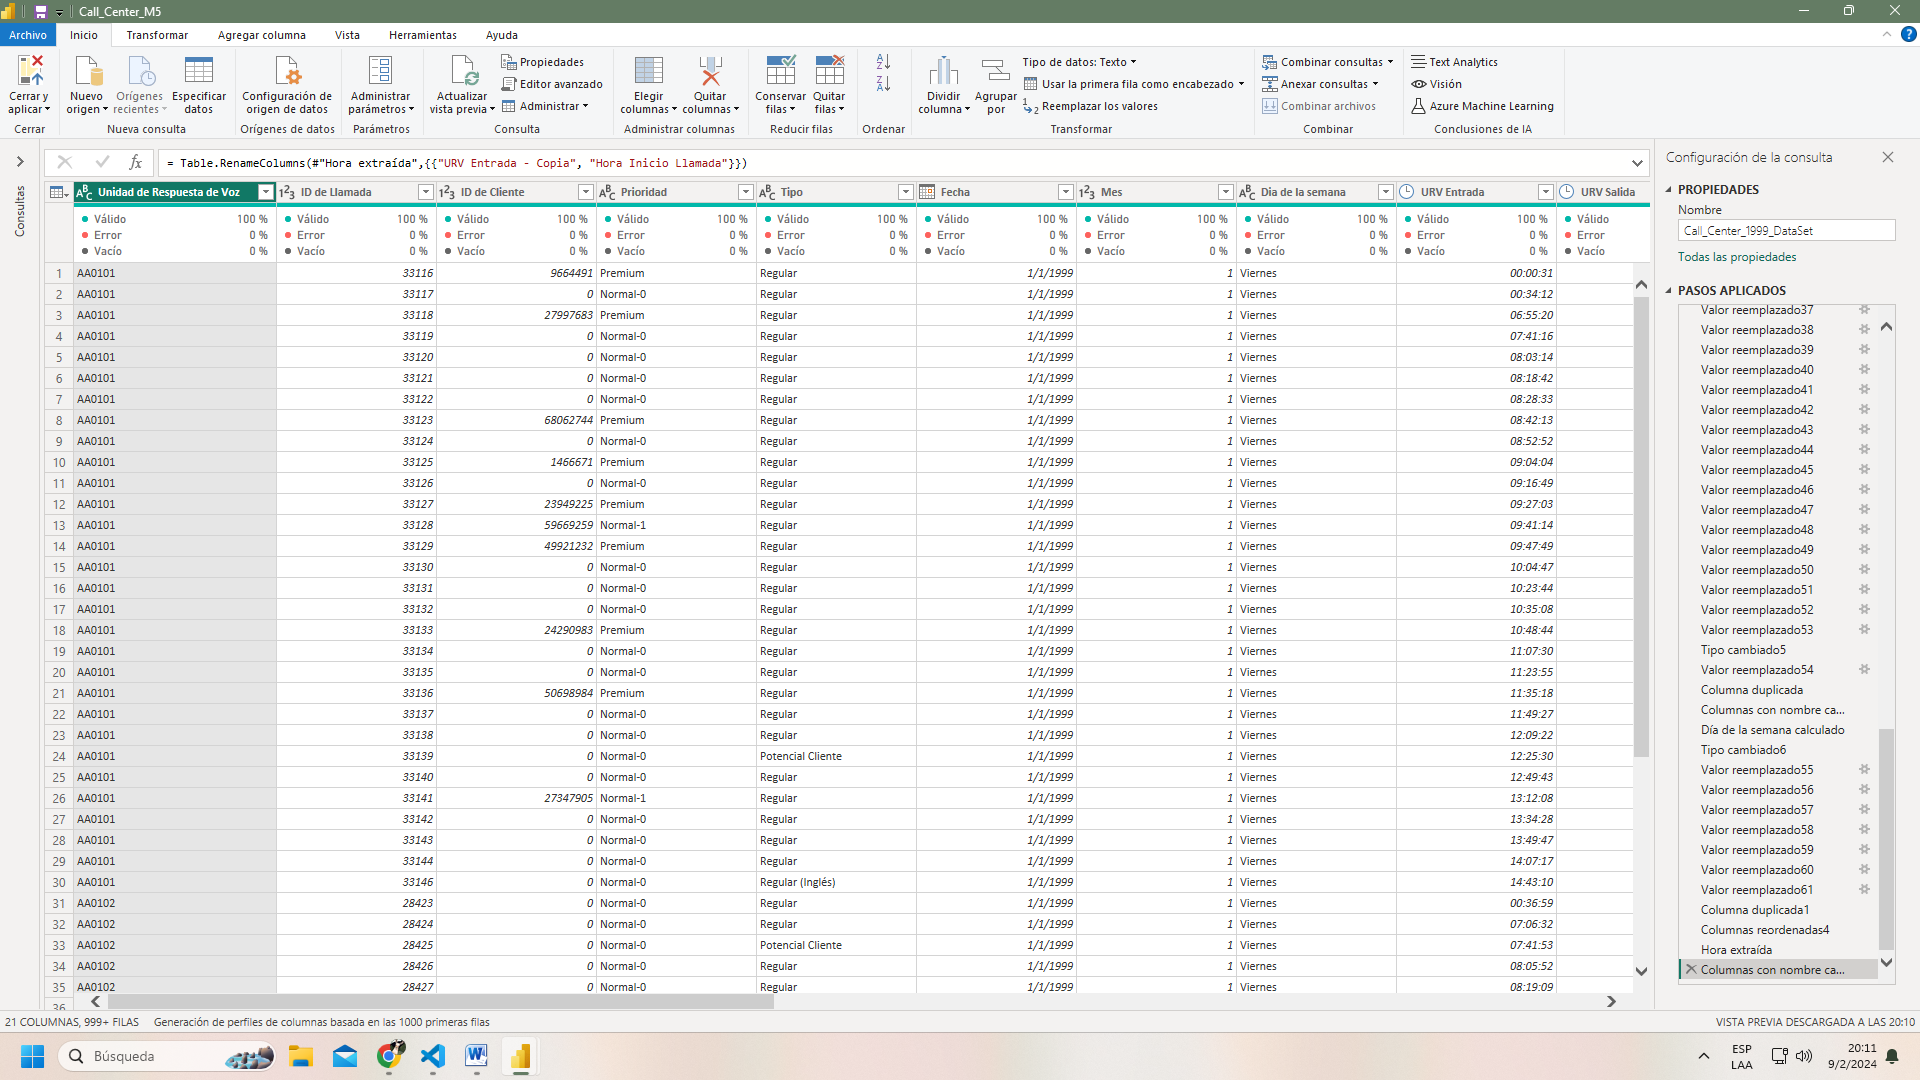 Call_Center_M5
Archivo Inicio Transformar Agregar columna Vista Herramientas Ayuda
Cerrar y aplicar
Cerrar
Nuevo origen Orígenes recientes Especificar datos
Nueva consulta
Configuración de origen de datos
Orígenes de datos
Administrar parámetros
Parámetros
Actualizar vista previa
Propiedades
Editor avanzado
Administrar
Consulta
Elegir columnas Quitar columnas
Administrar columnas
Conservar filas Quitar filas
Reducir filas
Ordenar
Dividir columna Agrupar por
Tipo de datos: Texto
Usar la primera fila como encabezado
Reemplazar los valores
Transformar
Combinar consultas
Anexar consultas
Combinar archivos
Combinar
Text Analytics
Visión
Azure Machine Learning
Conclusiones de IA
Consultas
fx = Table.RenameColumns(#"Hora extraída",{{"URV Entrada - Copia", "Hora Inicio Llamada"}})
Unidad de Respuesta de Voz ID de Llamada ID de Cliente Prioridad Tipo Fecha Mes Dia de la semana URV Entrada URV Salida
Válido 100 % Válido 100 % Válido 100 % Válido 100 % Válido 100 % Válido 100 % Válido 100 % Válido 100 % Válido 100 % Válido
Error 0 % Error 0 % Error 0 % Error 0 % Error 0 % Error 0 % Error 0 % Error 0 % Error 0 % Error
Vacío 0 % Vacío 0 % Vacío 0 % Vacío 0 % Vacío 0 % Vacío 0 % Vacío 0 % Vacío 0 % Vacío 0 % Vacío
1 AA0101 33116 9664491 Premium Regular 1/1/1999 1 Viernes 00:00:31
2 AA0101 33117 0 Normal-0 Regular 1/1/1999 1 Viernes 00:34:12
3 AA0101 33118 27997683 Premium Regular 1/1/1999 1 Viernes 06:55:20
4 AA0101 33119 0 Normal-0 Regular 1/1/1999 1 Viernes 07:41:16
5 AA0101 33120 0 Normal-0 Regular 1/1/1999 1 Viernes 08:03:14
6 AA0101 33121 0 Normal-0 Regular 1/1/1999 1 Viernes 08:18:42
7 AA0101 33122 0 Normal-0 Regular 1/1/1999 1 Viernes 08:28:33
8 AA0101 33123 68062744 Premium Regular 1/1/1999 1 Viernes 08:42:13
9 AA0101 33124 0 Normal-0 Regular 1/1/1999 1 Viernes 08:52:52
10 AA0101 33125 1466671 Premium Regular 1/1/1999 1 Viernes 09:04:04
11 AA0101 33126 0 Normal-0 Regular 1/1/1999 1 Viernes 09:16:49
12 AA0101 33127 23949225 Premium Regular 1/1/1999 1 Viernes 09:27:03
13 AA0101 33128 59669259 Normal-1 Regular 1/1/1999 1 Viernes 09:41:14
14 AA0101 33129 49921232 Premium Regular 1/1/1999 1 Viernes 09:47:49
15 AA0101 33130 0 Normal-0 Regular 1/1/1999 1 Viernes 10:04:47
16 AA0101 33131 0 Normal-0 Regular 1/1/1999 1 Viernes 10:23:44
17 AA0101 33132 0 Normal-0 Regular 1/1/1999 1 Viernes 10:35:08
18 AA0101 33133 24290983 Premium Regular 1/1/1999 1 Viernes 10:48:44
19 AA0101 33134 0 Normal-0 Regular 1/1/1999 1 Viernes 11:07:30
20 AA0101 33135 0 Normal-0 Regular 1/1/1999 1 Viernes 11:23:55
21 AA0101 33136 50698984 Premium Regular 1/1/1999 1 Viernes 11:35:18
22 AA0101 33137 0 Normal-0 Regular 1/1/1999 1 Viernes 11:49:27
23 AA0101 33138 0 Normal-0 Regular 1/1/1999 1 Viernes 12:09:22
24 AA0101 33139 0 Normal-0 Potencial Cliente 1/1/1999 1 Viernes 12:25:30
25 AA0101 33140 0 Normal-0 Regular 1/1/1999 1 Viernes 12:49:43
26 AA0101 33141 27347905 Normal-1 Regular 1/1/1999 1 Viernes 13:12:08
27 AA0101 33142 0 Normal-0 Regular 1/1/1999 1 Viernes 13:34:28
28 AA0101 33143 0 Normal-0 Regular 1/1/1999 1 Viernes 13:49:47
29 AA0101 33144 0 Normal-0 Regular 1/1/1999 1 Viernes 14:07:17
30 AA0101 33146 0 Normal-0 Regular (Inglés) 1/1/1999 1 Viernes 14:43:10
31 AA0102 28423 0 Normal-0 Regular 1/1/1999 1 Viernes 00:36:59
32 AA0102 28424 0 Normal-0 Regular 1/1/1999 1 Viernes 07:06:32
33 AA0102 28425 0 Normal-0 Potencial Cliente 1/1/1999 1 Viernes 07:41:53
34 AA0102 28426 0 Normal-0 Regular 1/1/1999 1 Viernes 08:05:52
35 AA0102 28427 0 Normal-0 Regular 1/1/1999 1 Viernes 08:19:09
36
Configuración de la consulta
PROPIEDADES
Nombre
Call_Center_1999_DataSet
Todas las propiedades
PASOS APLICADOS
Valor reemplazado37
Valor reemplazado38
Valor reemplazado39
Valor reemplazado40
Valor reemplazado41
Valor reemplazado42
Valor reemplazado43
Valor reemplazado44
Valor reemplazado45
Valor reemplazado46
Valor reemplazado47
Valor reemplazado48
Valor reemplazado49
Valor reemplazado50
Valor reemplazado51
Valor reemplazado52
Valor reemplazado53
Tipo cambiado5
Valor reemplazado54
Columna duplicada
Columnas con nombre ca...
Día de la semana calculado
Tipo cambiado6
Valor reemplazado55
Valor reemplazado56
Valor reemplazado57
Valor reemplazado58
Valor reemplazado59
Valor reemplazado60
Valor reemplazado61
Columna duplicada1
Columnas reordenadas4
Hora extraída
Columnas con nombre ca...
21 COLUMNAS, 999+ FILAS Generación de perfiles de columnas basada en las 1000 primeras filas VISTA PREVIA DESCARGADA A LAS 20:10
Búsqueda
ESP
LAA
20:11
9/2/2024